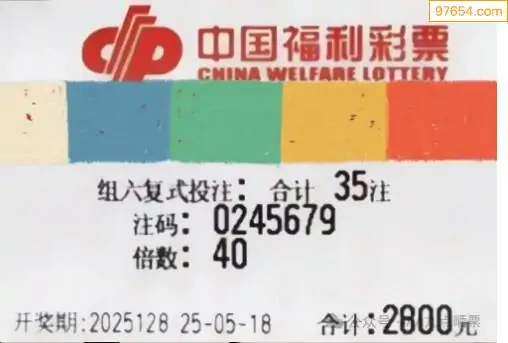 97654.com
中国福利彩票
CHINA WELFARE LOTTERY
组六复式投注: 合计 35注
注码: 0245679
倍数: 40
开奖期:2025128 25-05-18
合计:2800元